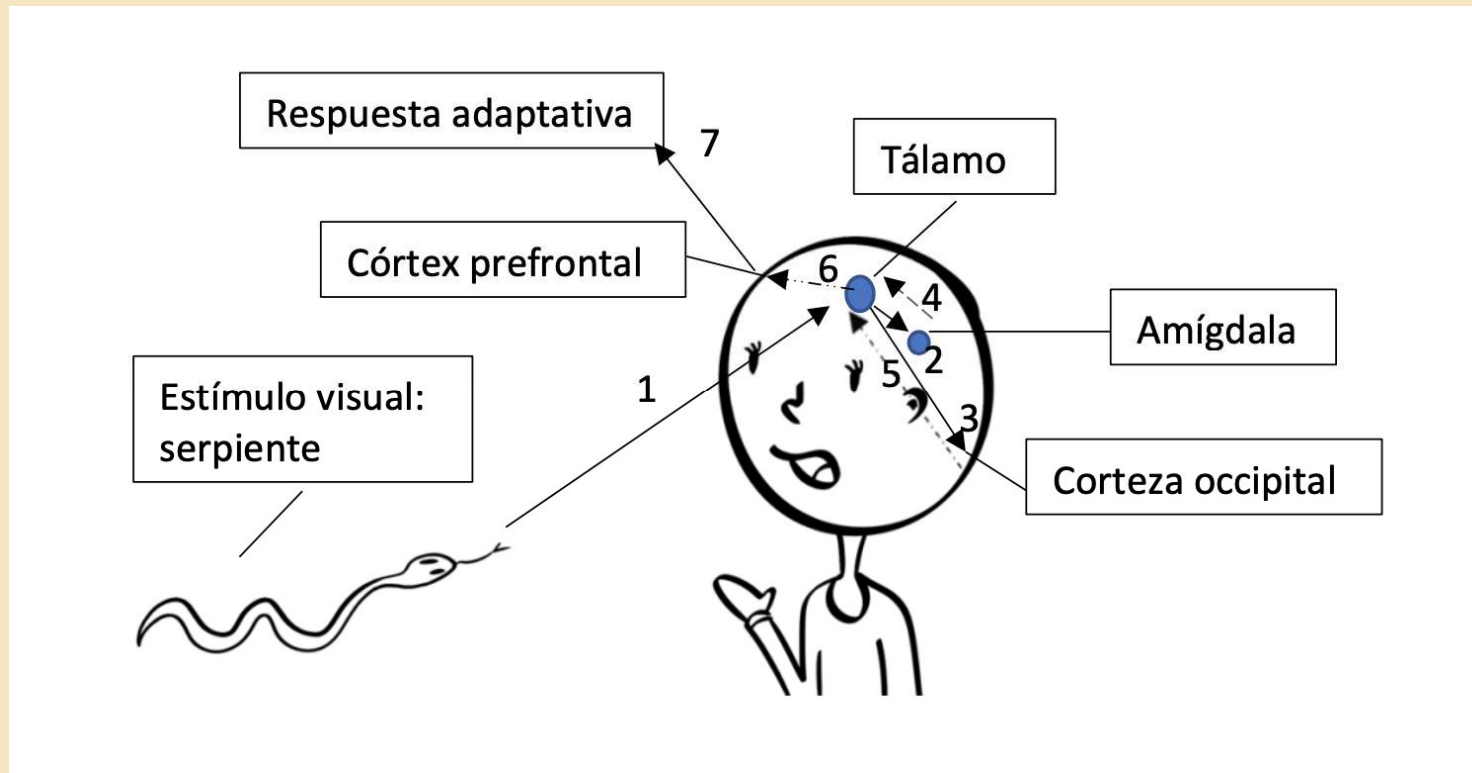 Respuesta adaptativa
7
Tálamo
Córtex prefrontal
6
4
Amígdala
2
5
1
Estímulo visual:
serpiente
3
Corteza occipital